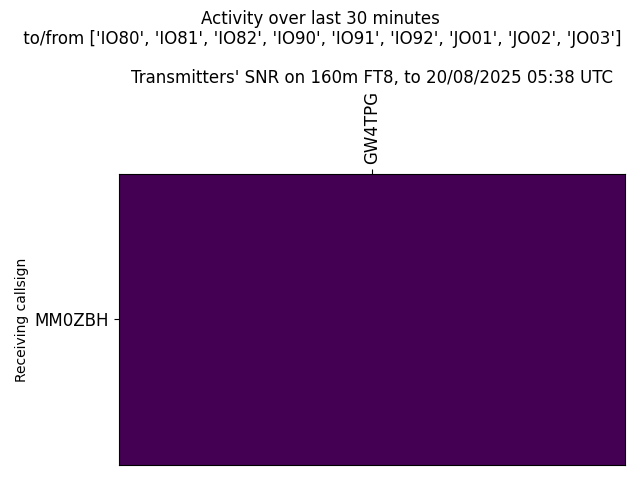 Activity over last 30 minutes
to/from ['IO80', 'IO81', 'IO82', 'IO90', 'IO91', 'IO92', 'JO01', 'JO02', 'JO03']
Transmitters' SNR on 160m FT8, to 20/08/2025 05:38 UTC
GW4TPG
Receiving callsign
MM0ZBH